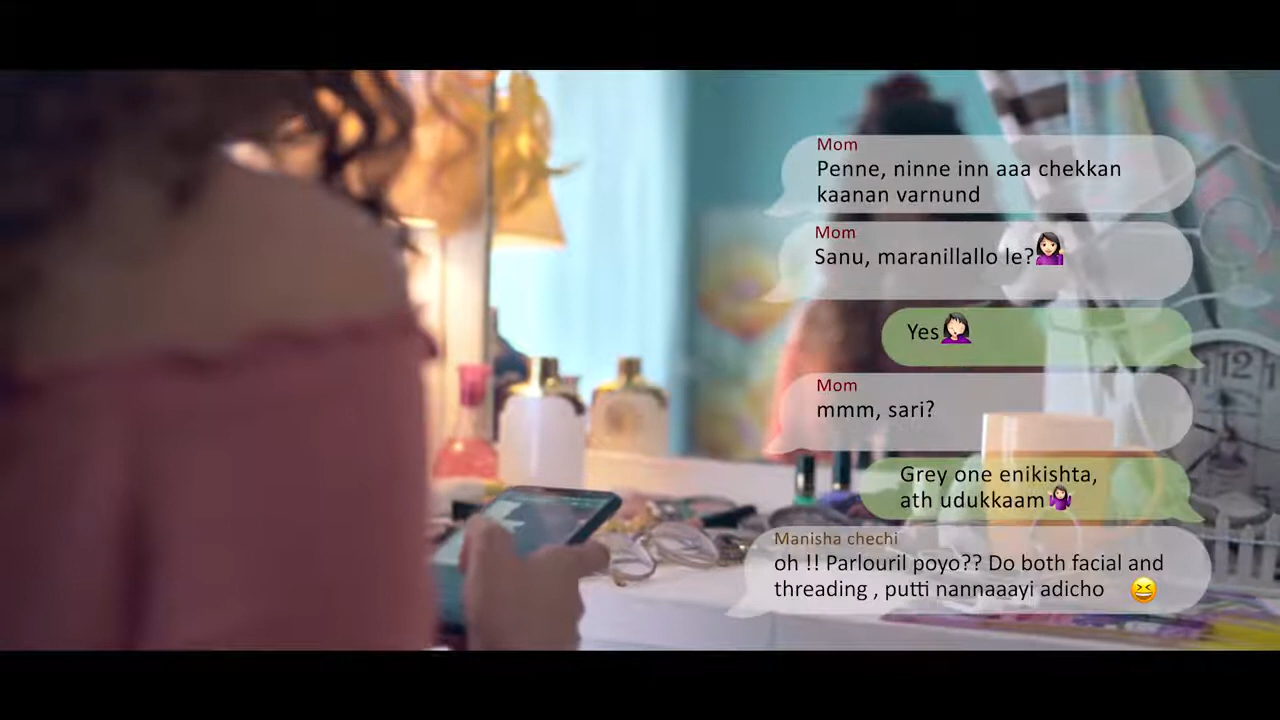 Mom
Penne, ninne inn aaa chekkan
kaanan varnund
Mom
Sanu, maranillallo le?💁🏻‍♀️
Yes🤦🏻‍♀️
Mom
mmm, sari?
Grey one enikishta,
ath udukkaam🤷🏻‍♀️
Manisha chechi
oh !! Parlouril poyo?? Do both facial and
threading , putti nannaaayi adicho 😆
12